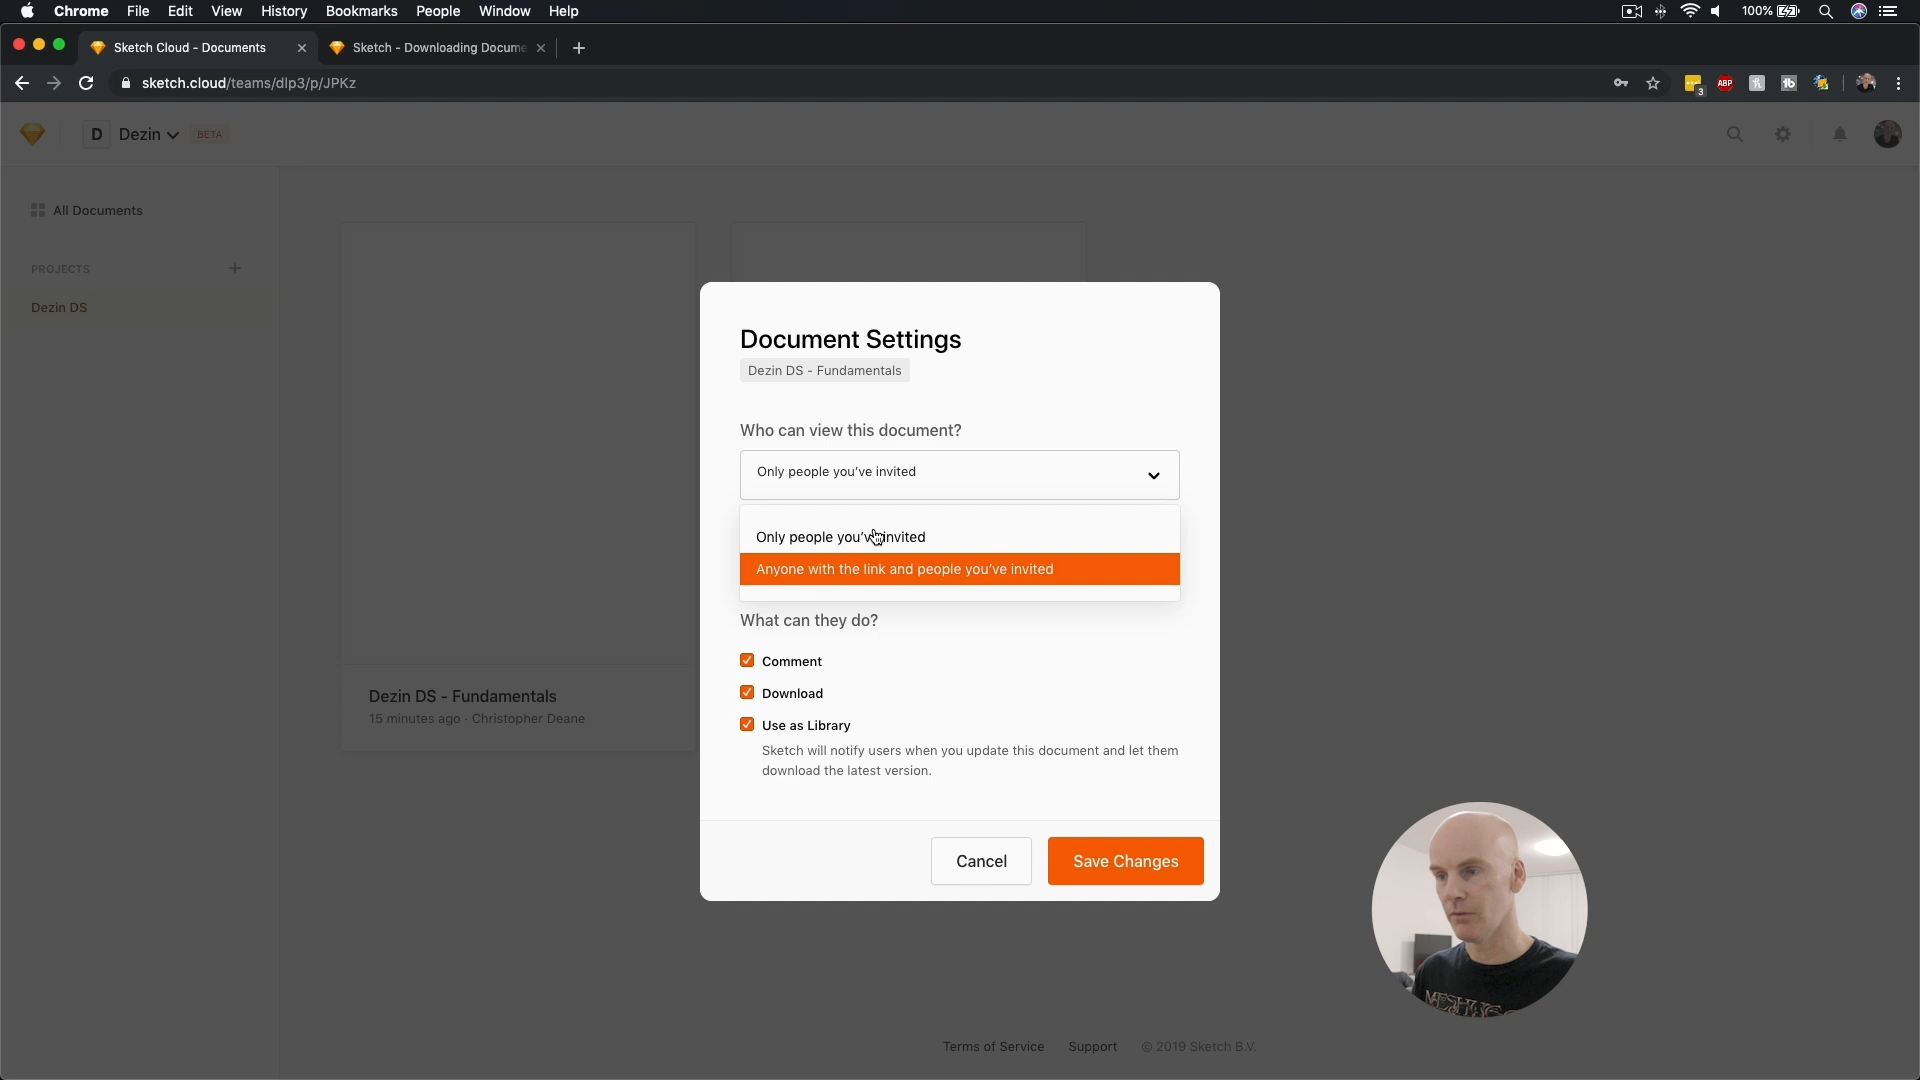 Chrome File Edit View History Bookmarks People Window Help 100%
Sketch Cloud - Documents
Sketch - Downloading Docume
sketch.cloud/teams/dlp3/p/JPKz
3
ABP
D Dezin BETA
All Documents
PROJECTS
Dezin DS
Document Settings
Dezin DS - Fundamentals
Who can view this document?
Only people you've invited
Only people you've invited
Anyone with the link and people you've invited
What can they do?
Comment
Download
Use as Library
Sketch will notify users when you update this document and let them
download the latest version.
Cancel
Save Changes
Dezin DS - Fundamentals
15 minutes ago · Christopher Deane
Terms of Service Support © 2019 Sketch B.V.